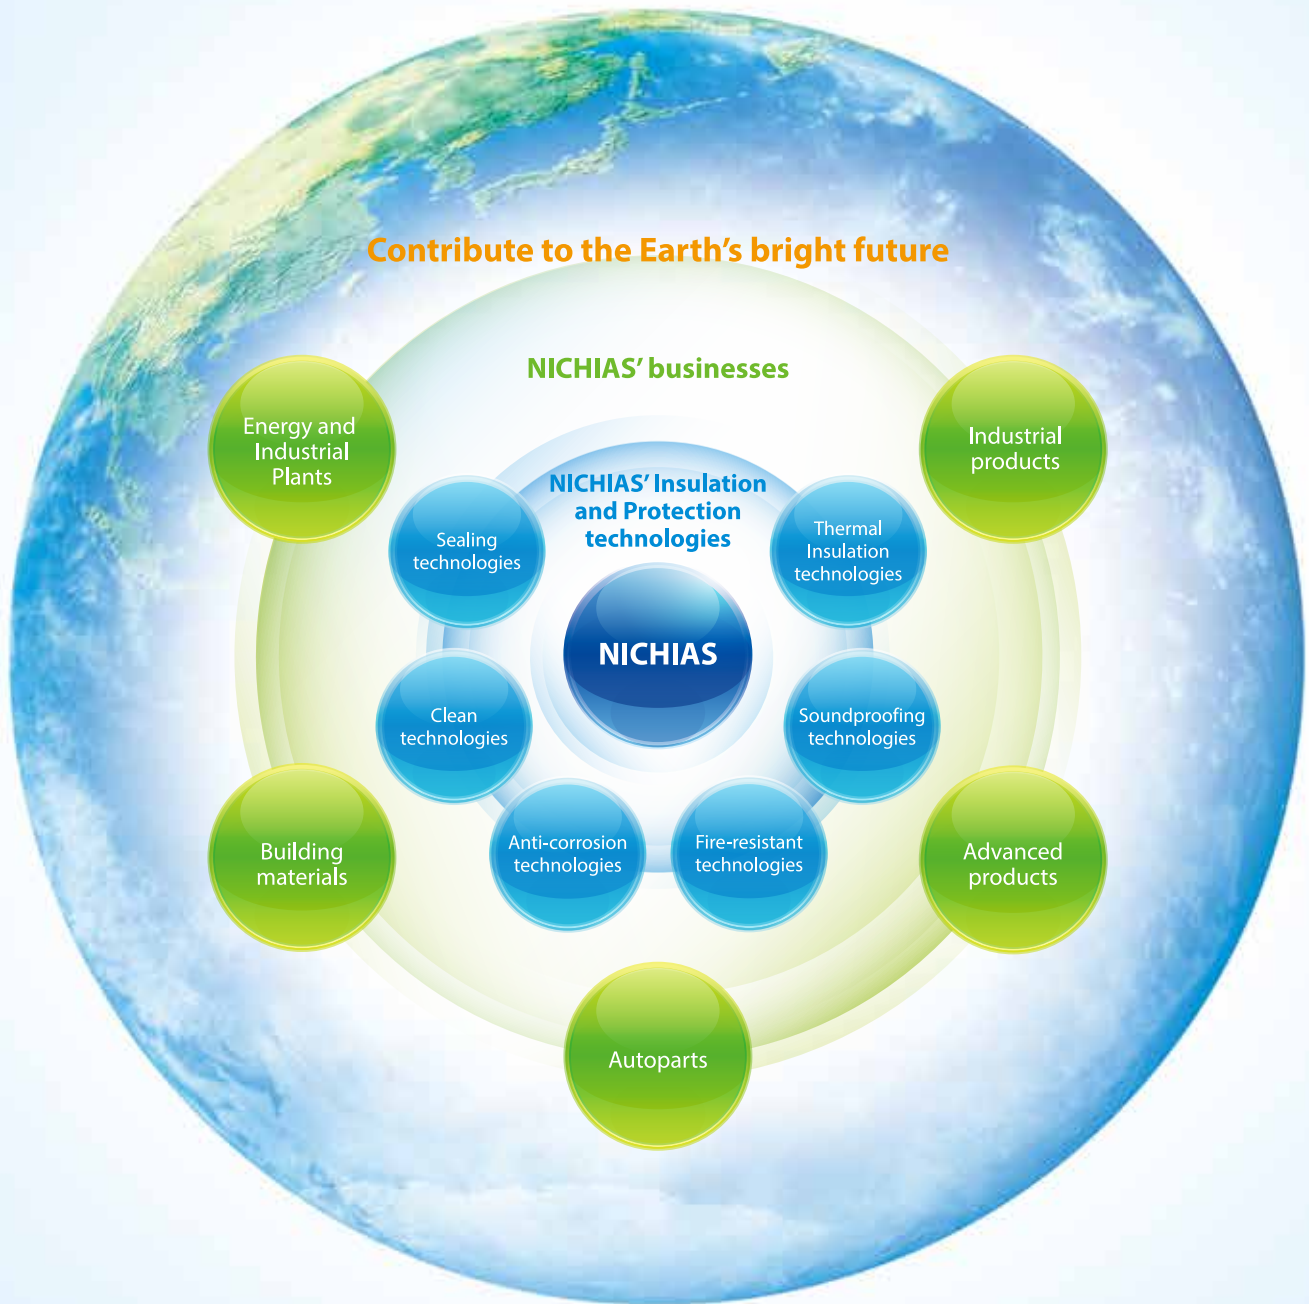 Contribute to the Earth’s bright future
NICHIAS’ businesses
Energy and
Industrial
Plants
Industrial
products
NICHIAS’ Insulation
and Protection
technologies
Sealing
technologies
Thermal
Insulation
technologies
NICHIAS
Clean
technologies
Soundproofing
technologies
Anti-corrosion
technologies
Fire-resistant
technologies
Building
materials
Advanced
products
Autoparts